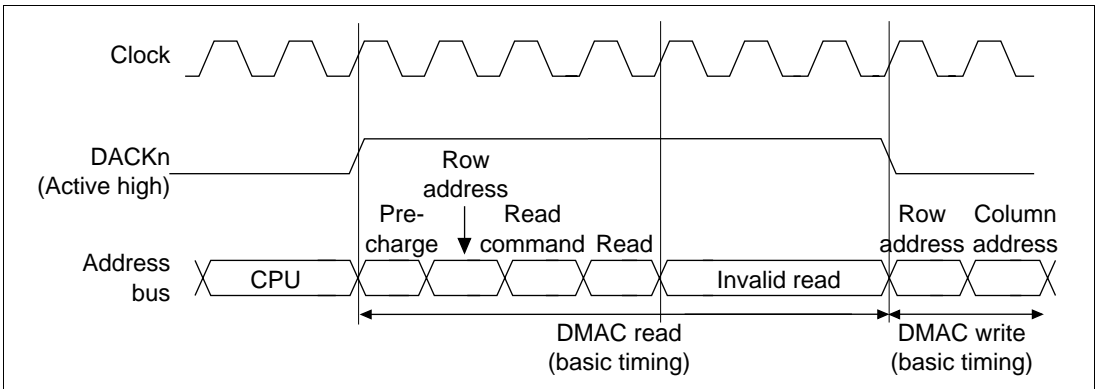 Clock
DACKn
(Active high)
Row
address
Pre-
charge
Read
command
Read
Row
address
Column
address
Address
bus
CPU
Invalid read
DMAC read
(basic timing)
DMAC write
(basic timing)